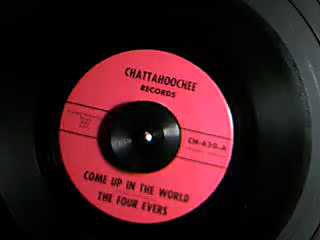 CHATTAHOOCHEE
RECORDS
CH-630-A
COME UP IN THE WORLD
THE FOUR EVERS